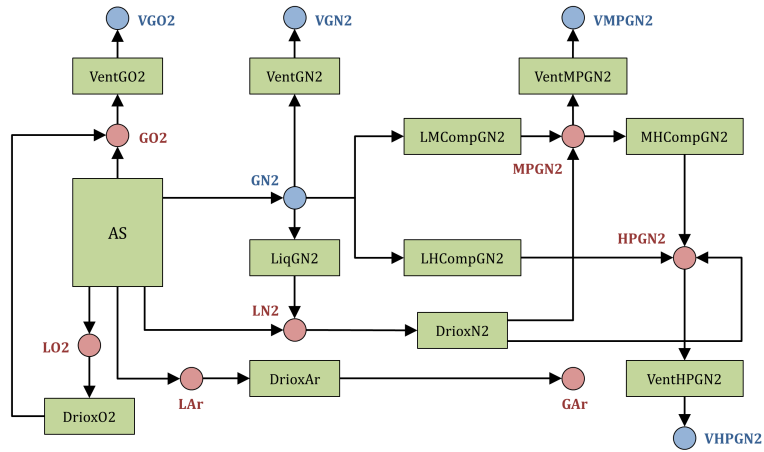 VGO2
VGN2
VMPGN2
VentGO2
VentGN2
VentMPGN2
GO2
LMCompGN2
MHCompGN2
MPGN2
GN2
AS
HPGN2
LiqGN2
LHCompGN2
LN2
DrioxN2
LO2
DrioxAr
VentHPGN2
LAr
GAr
DrioxO2
VHPGN2